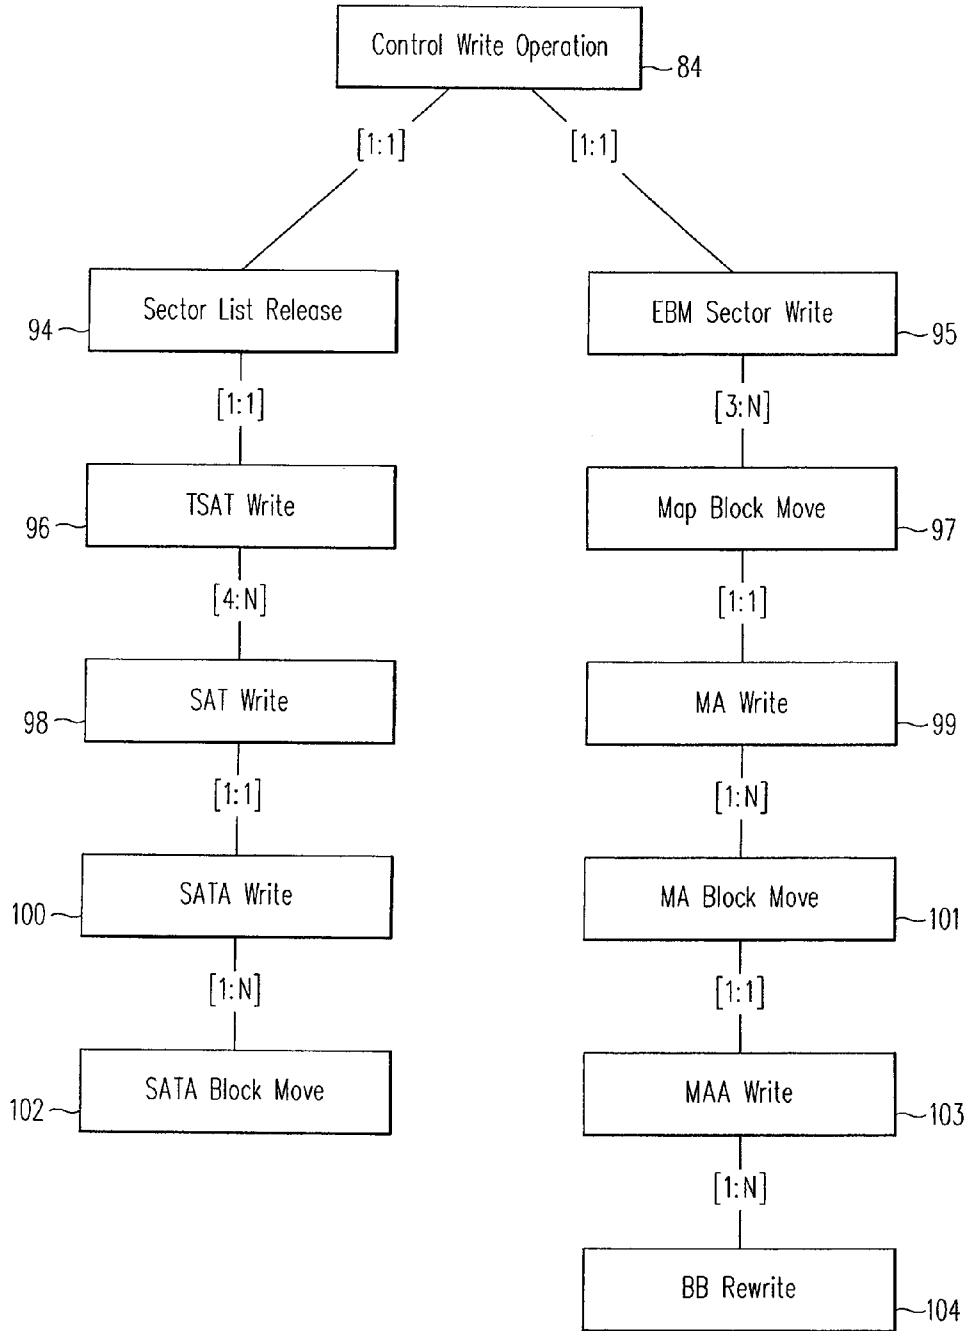 Control Write Operation
84
[1:1]
[1:1]
Sector List Release
94
EBM Sector Write
95
[1:1]
[3:N]
TSAT Write
96
Map Block Move
97
[4:N]
[1:1]
SAT Write
98
MA Write
99
[1:1]
[1:N]
SATA Write
100
MA Block Move
101
[1:N]
[1:1]
SATA Block Move
102
MAA Write
103
[1:N]
BB Rewrite
104